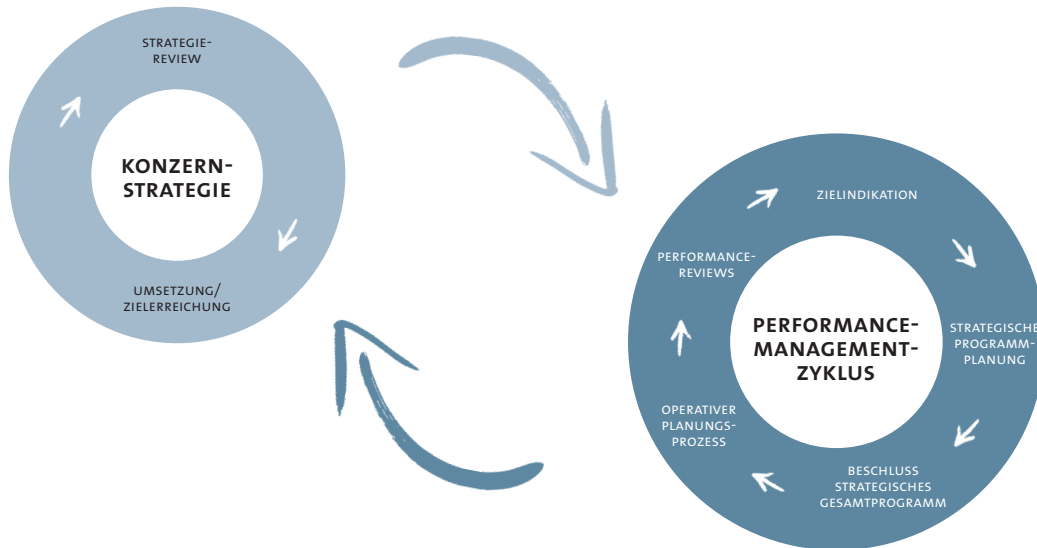 STRATEGIE-
REVIEW
KONZERN-
STRATEGIE
UMSETZUNG/
ZIELERREICHUNG
ZIELINDIKATION
PERFORMANCE-
REVIEWS
PERFORMANCE-
MANAGEMENT-
ZYKLUS
STRATEGISCHE
PROGRAMM-
PLANUNG
OPERATIVER
PLANUNGS-
PROZESS
BESCHLUSS
STRATEGISCHES
GESAMTPROGRAMM